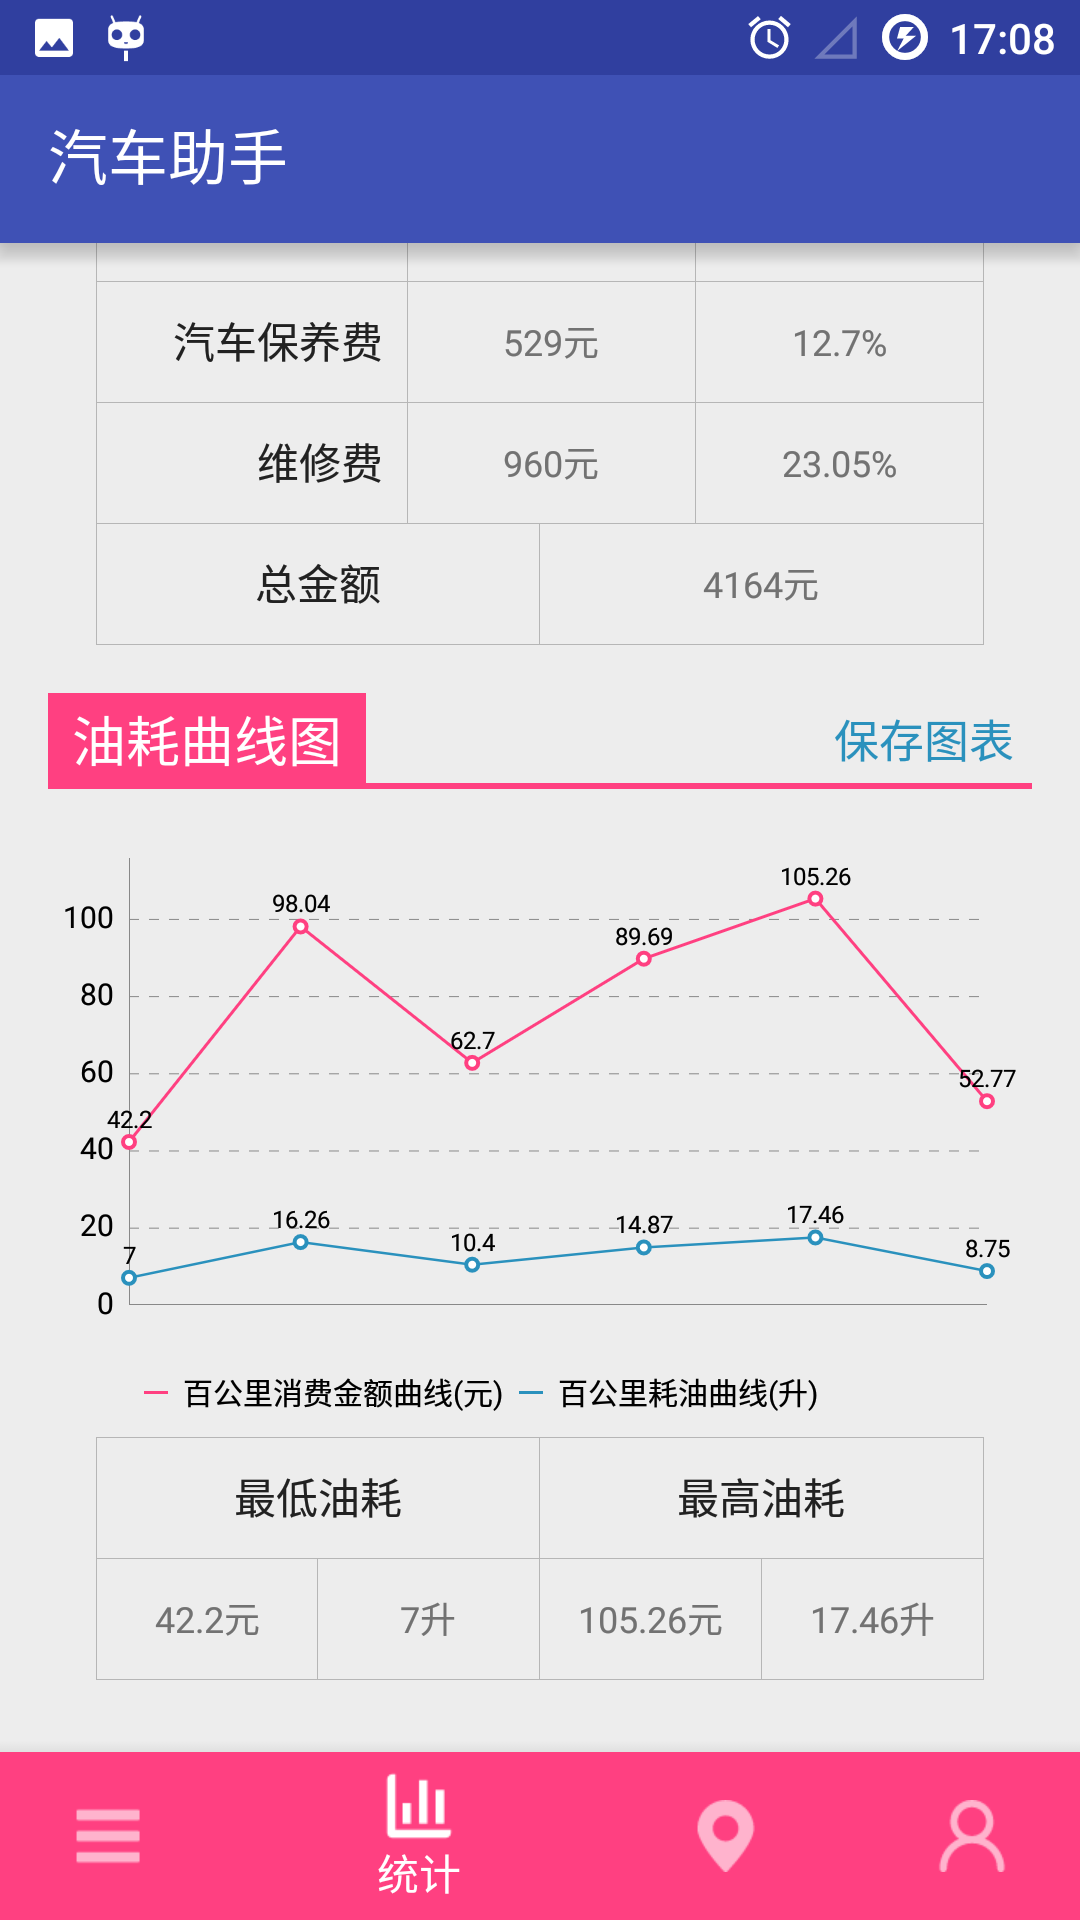 17:08
汽车助手
汽车保养费 529元 12.7%
维修费 960元 23.05%
总金额 4164元
油耗曲线图 保存图表
105.26
98.04
100
89.69
80
62.7
60
52.77
42.2
40
20
16.26 10.4 14.87 17.46 8.75
7
0
百公里消费金额曲线(元) 百公里耗油曲线(升)
最低油耗 最高油耗
42.2元 7升 105.26元 17.46升
统计